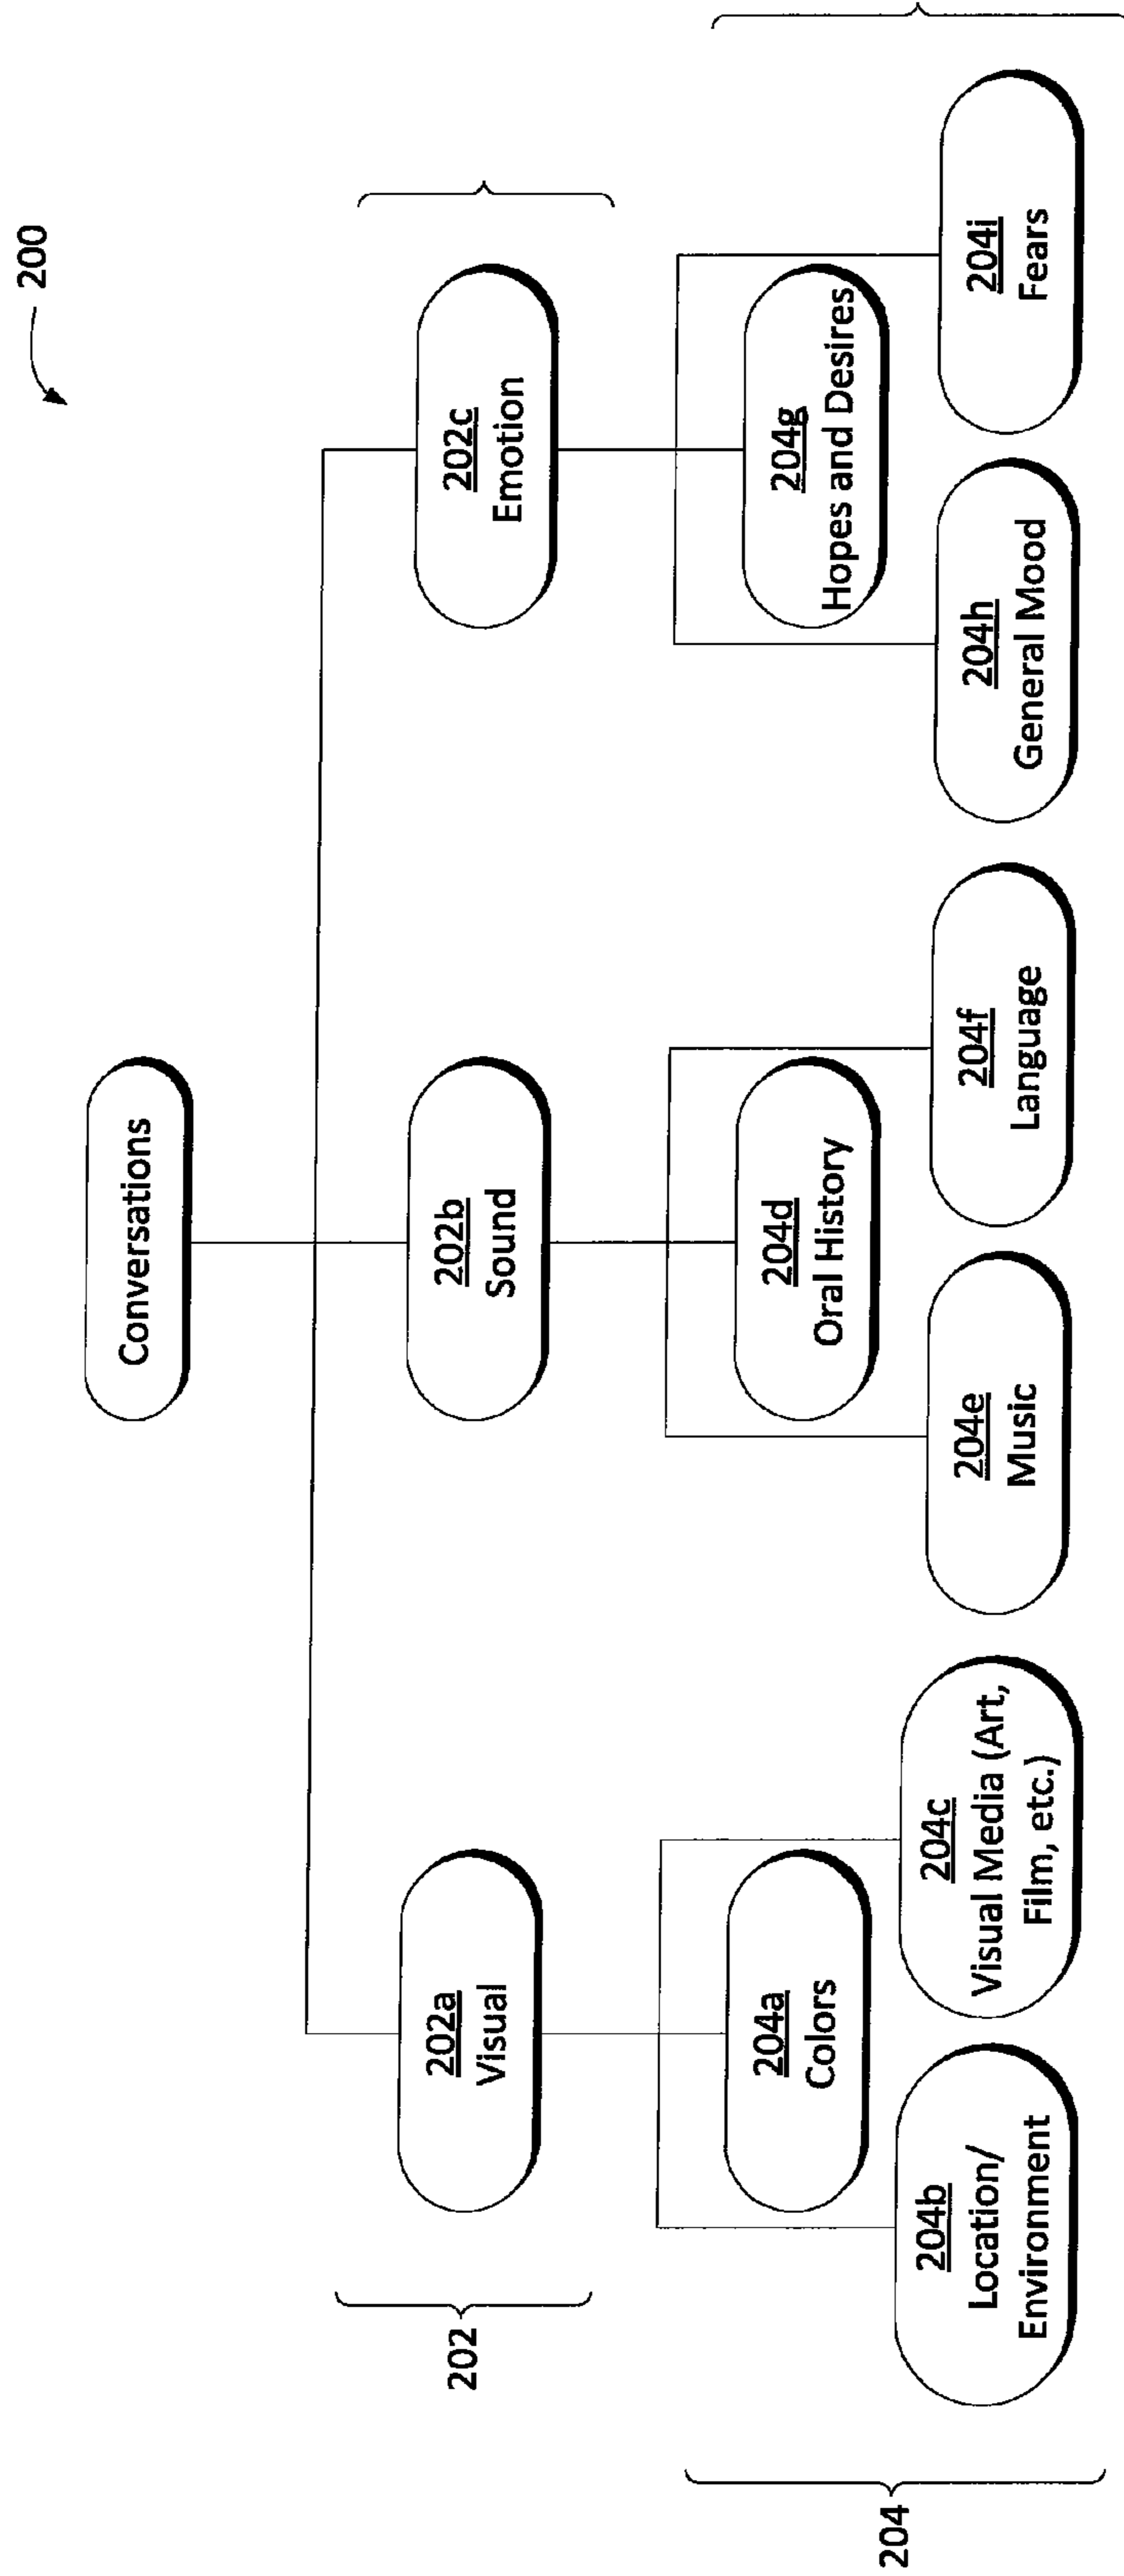 200
Conversations
202
202a
Visual
202b
Sound
202c
Emotion
204
204a
Colors
204d
Oral History
204g
Hopes and Desires
204b
Location/
Environment
204c
Visual Media (Art,
Film, etc.)
204e
Music
204f
Language
204h
General Mood
204i
Fears